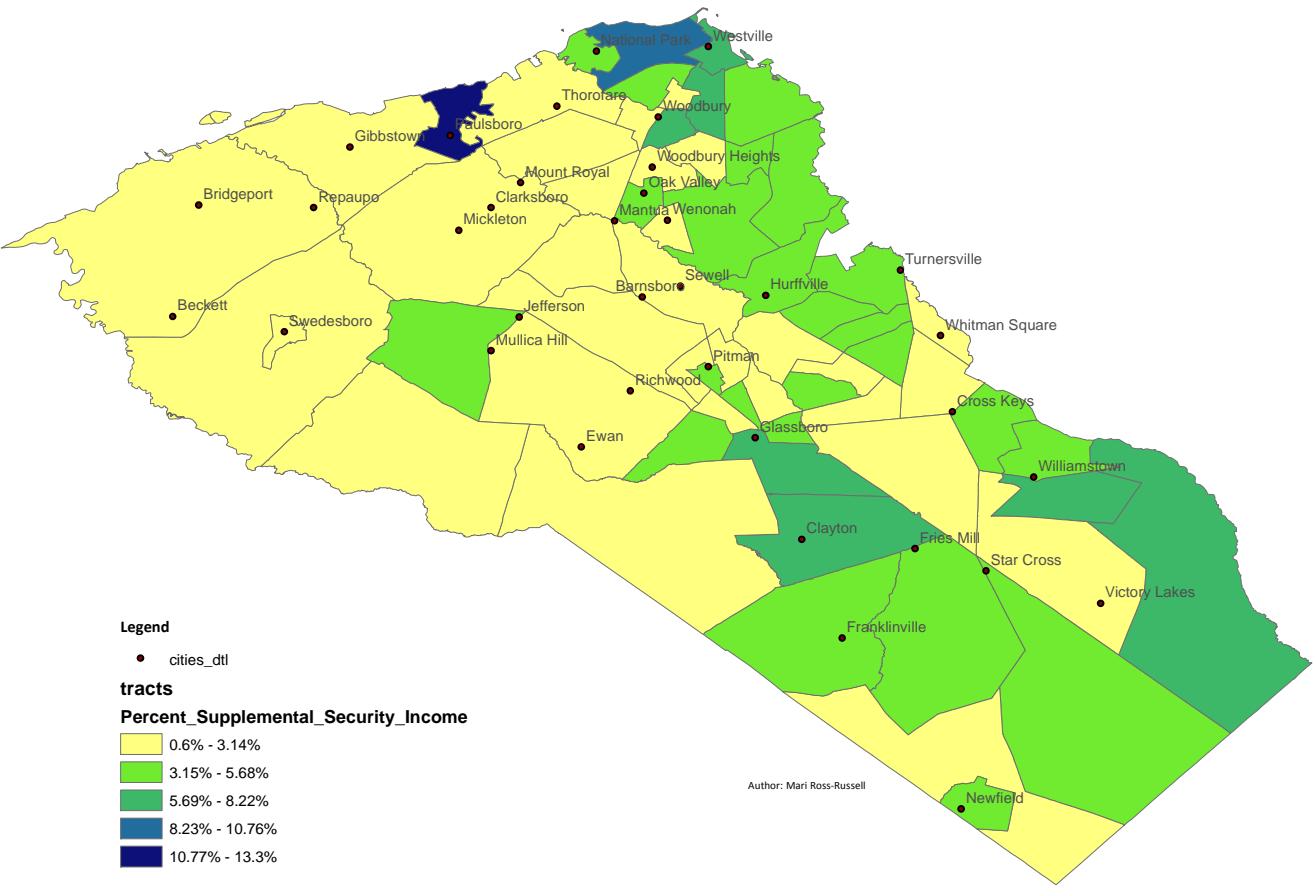 National Park
Westville
Thorofare
Woodbury
Paulsboro
Gibbstown
Woodbury Heights
Mount Royal
Oak Valley
Bridgeport
Repaupo
Clarksboro
Mickleton
Mantua
Wenonah
Turnersville
Sewell
Barnsboro
Hurffville
Beckett
Swedesboro
Jefferson
Whitman Square
Mullica Hill
Pitman
Richwood
Cross Keys
Glassboro
Ewan
Williamstown
Clayton
Fries Mill
Star Cross
Victory Lakes
Franklinville
Newfield
Legend
cities_dtl
tracts
Percent_Supplemental_Security_Income
0.6% - 3.14%
3.15% - 5.68%
5.69% - 8.22%
8.23% - 10.76%
10.77% - 13.3%
Author: Mari Ross-Russell